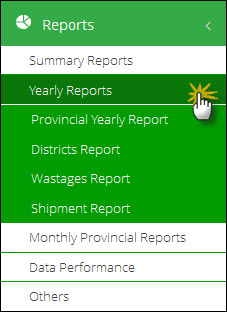 Reports
Summary Reports
Yearly Reports
Provincial Yearly Report
Districts Report
Wastages Report
Shipment Report
Monthly Provincial Reports
Data Performance
Others